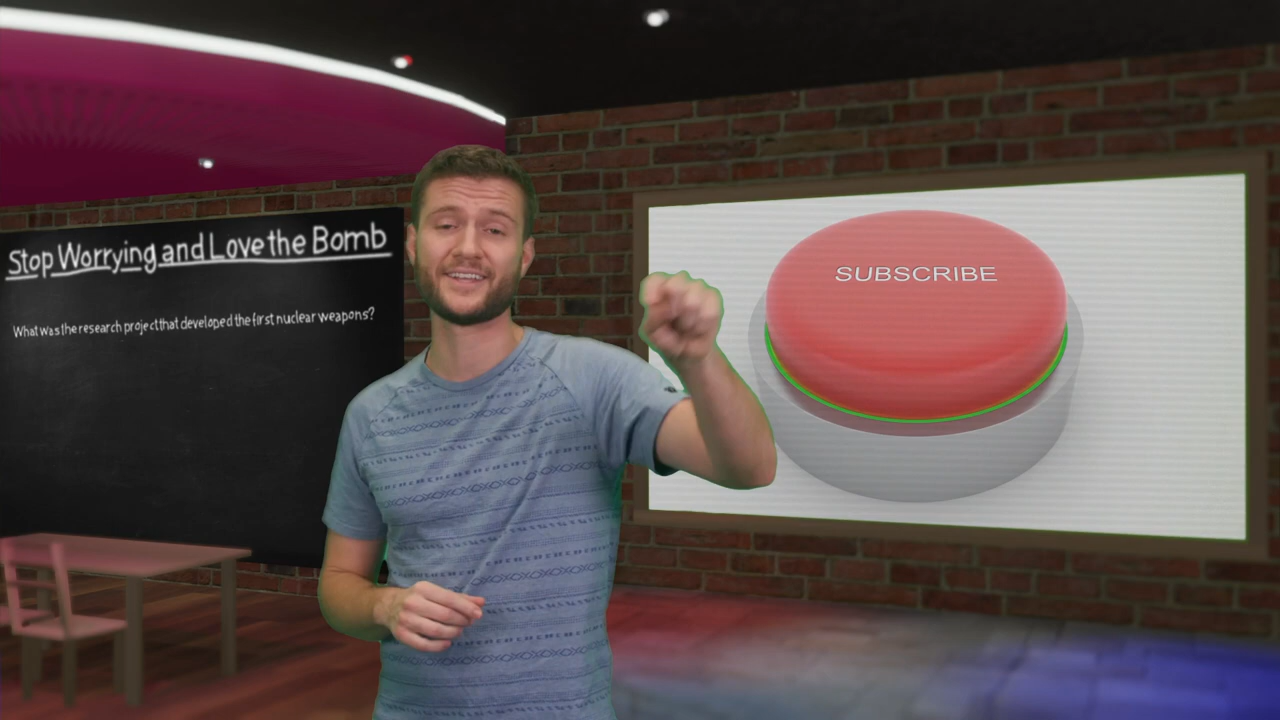 Stop Worrying and Love the Bomb
What was the research project that developed the first nuclear weapons?
SUBSCRIBE